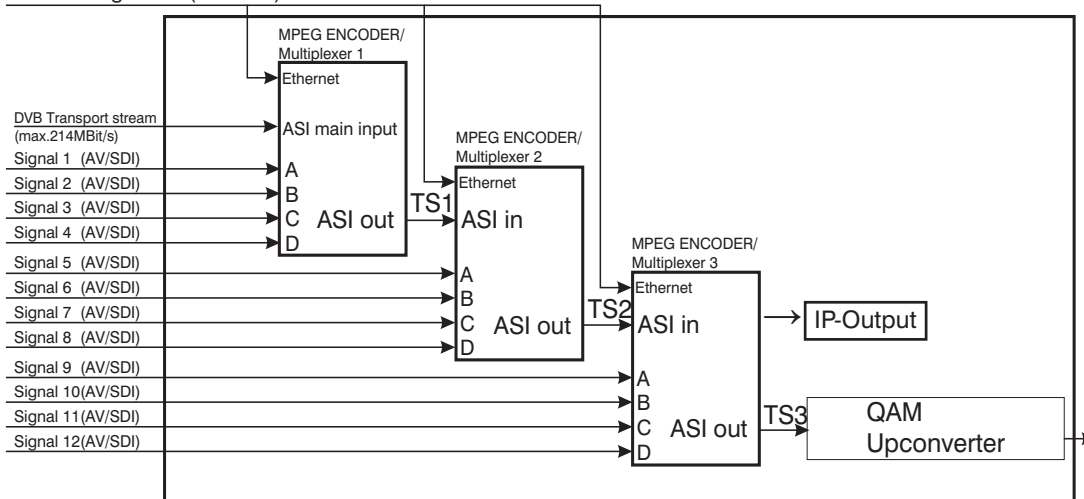 MPEG ENCODER/
Multiplexer 1
Ethernet
DVB Transport stream
(max.214MBit/s)
ASI main input
Signal 1 (AV/SDI)
Signal 2 (AV/SDI)
Signal 3 (AV/SDI)
Signal 4 (AV/SDI)
A
B
C
D
ASI out
TS1
MPEG ENCODER/
Multiplexer 2
Ethernet
ASI in
Signal 5 (AV/SDI)
Signal 6 (AV/SDI)
Signal 7 (AV/SDI)
Signal 8 (AV/SDI)
A
B
C
D
ASI out
TS2
MPEG ENCODER/
Multiplexer 3
Ethernet
ASI in
IP-Output
Signal 9 (AV/SDI)
Signal 10(AV/SDI)
Signal 11(AV/SDI)
Signal 12(AV/SDI)
A
B
C
D
ASI out
TS3
QAM
Upconverter